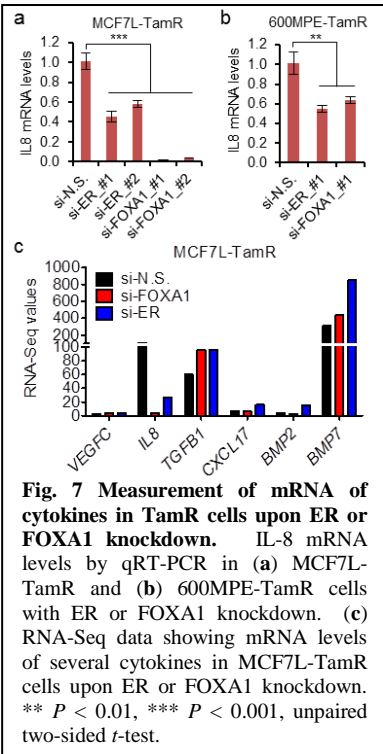 a
MCF7L-TamR
***
IL8 mRNA levels
1.2
1.0
0.8
0.6
0.4
0.2
0.0
si-N.S.
si-ER_#1
si-ER_#2
si-FOXA1_#1
si-FOXA1_#2
b
600MPE-TamR
**
IL8 mRNA levels
1.2
1.0
0.8
0.6
0.4
0.2
0.0
si-N.S.
si-ER_#1
si-FOXA1_#1
c
MCF7L-TamR
RNA-Seq values
1000
800
600
400
200
100
80
60
40
20
0
si-N.S.
si-FOXA1
si-ER
VEGFC
IL8
TGFB1
CXCL17
BMP2
BMP7
Fig. 7 Measurement of mRNA of
cytokines in TamR cells upon ER or
FOXA1 knockdown. IL-8 mRNA
levels by qRT-PCR in (a) MCF7L-
TamR and (b) 600MPE-TamR cells
with ER or FOXA1 knockdown. (c)
RNA-Seq data showing mRNA levels
of several cytokines in MCF7L-TamR
cells upon ER or FOXA1 knockdown.
** P < 0.01, *** P < 0.001, unpaired
two-sided t-test.